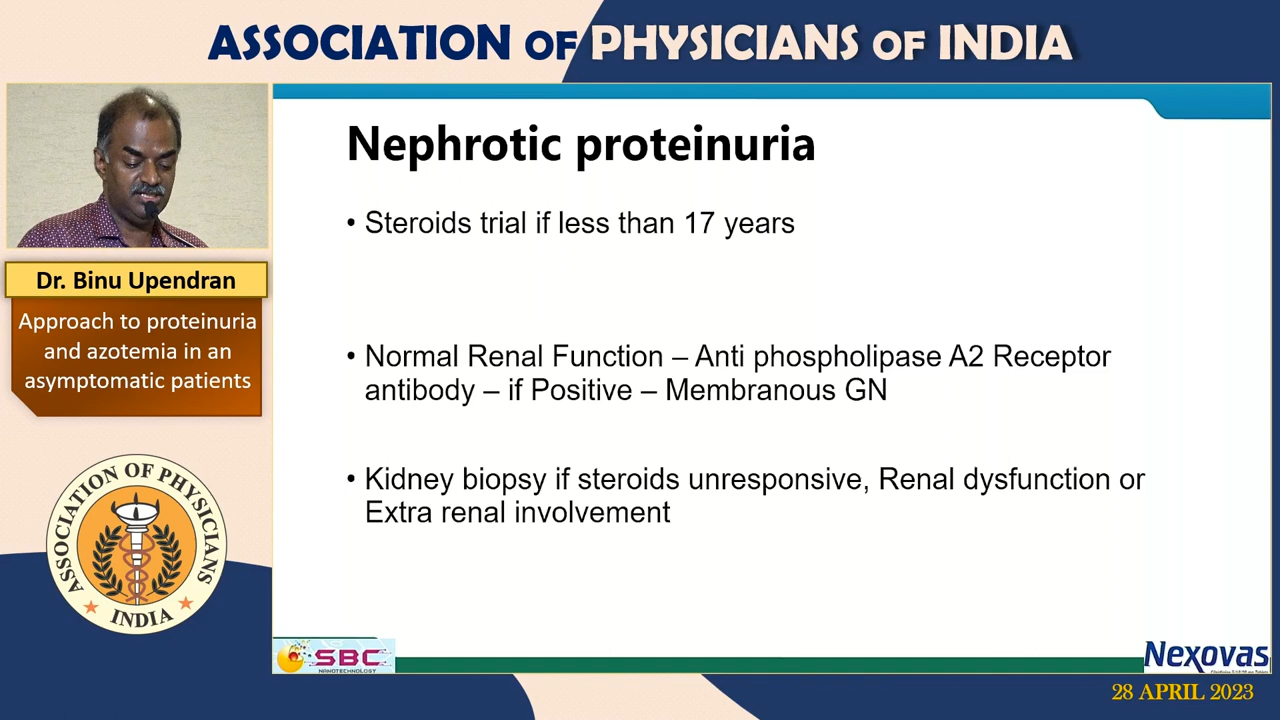 ASSOCIATION OF PHYSICIANS OF INDIA
Dr. Binu Upendran
Approach to proteinuria
and azotemia in an
asymptomatic patients
ASSOCIATION OF PHYSICIANS
INDIA
Nephrotic proteinuria
• Steroids trial if less than 17 years
• Normal Renal Function – Anti phospholipase A2 Receptor
antibody – if Positive – Membranous GN
• Kidney biopsy if steroids unresponsive, Renal dysfunction or
Extra renal involvement
SBC
NANOTECHNOLOGY
Nexovas
28 APRIL 2023